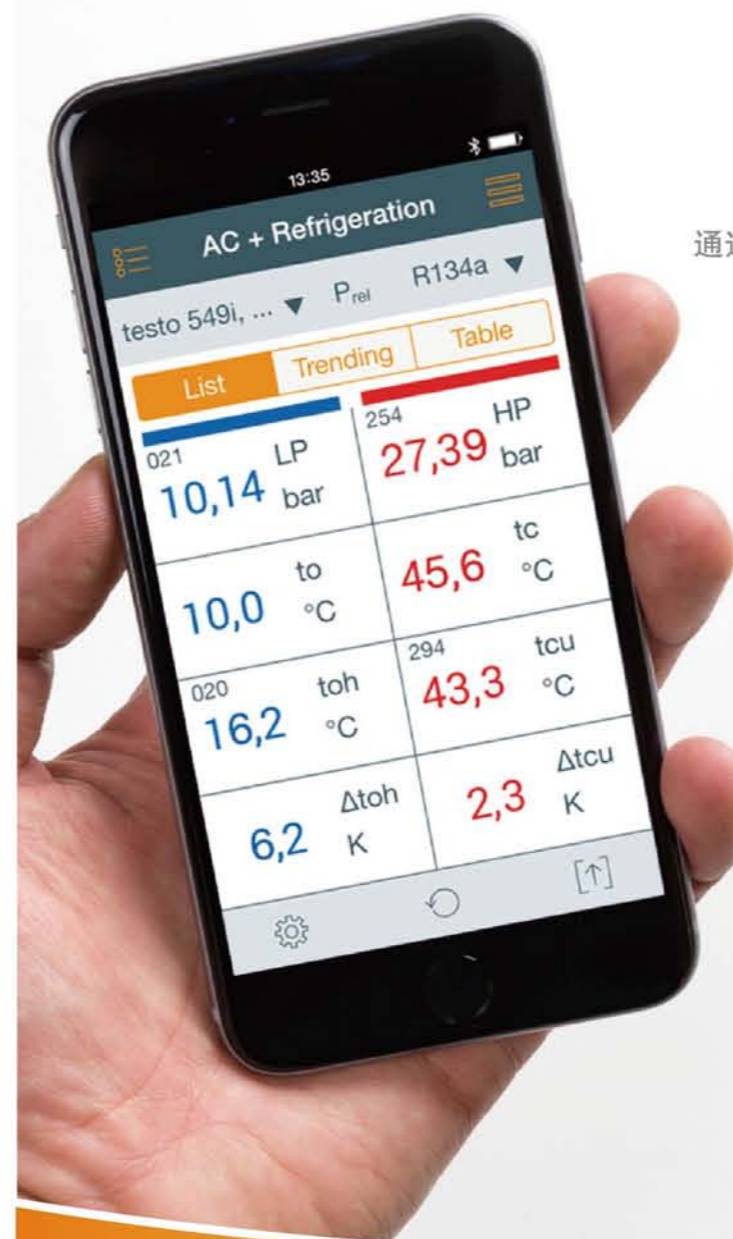 13:35
AC + Refrigeration
testo 549i, ... ▼ Prel R134a ▼
List Trending Table
021 LP
10,14 bar
254 HP
27,39 bar
to
10,0 °C
tc
45,6 °C
020 toh
16,2 °C
294 tcu
43,3 °C
Δtoh
6,2 K
Δtcu
2,3 K
通过